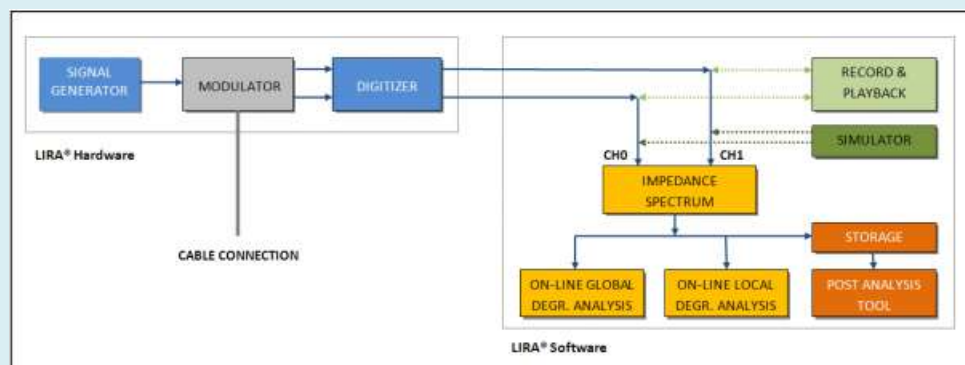 SIGNAL
GENERATOR
MODULATOR
DIGITIZER
RECORD &
PLAYBACK
LIRA® Hardware
SIMULATOR
CH0
CH1
IMPEDANCE
SPECTRUM
CABLE CONNECTION
STORAGE
ON-LINE GLOBAL
DEGR. ANALYSIS
ON-LINE LOCAL
DEGR. ANALYSIS
POST ANALYSIS
TOOL
LIRA® Software